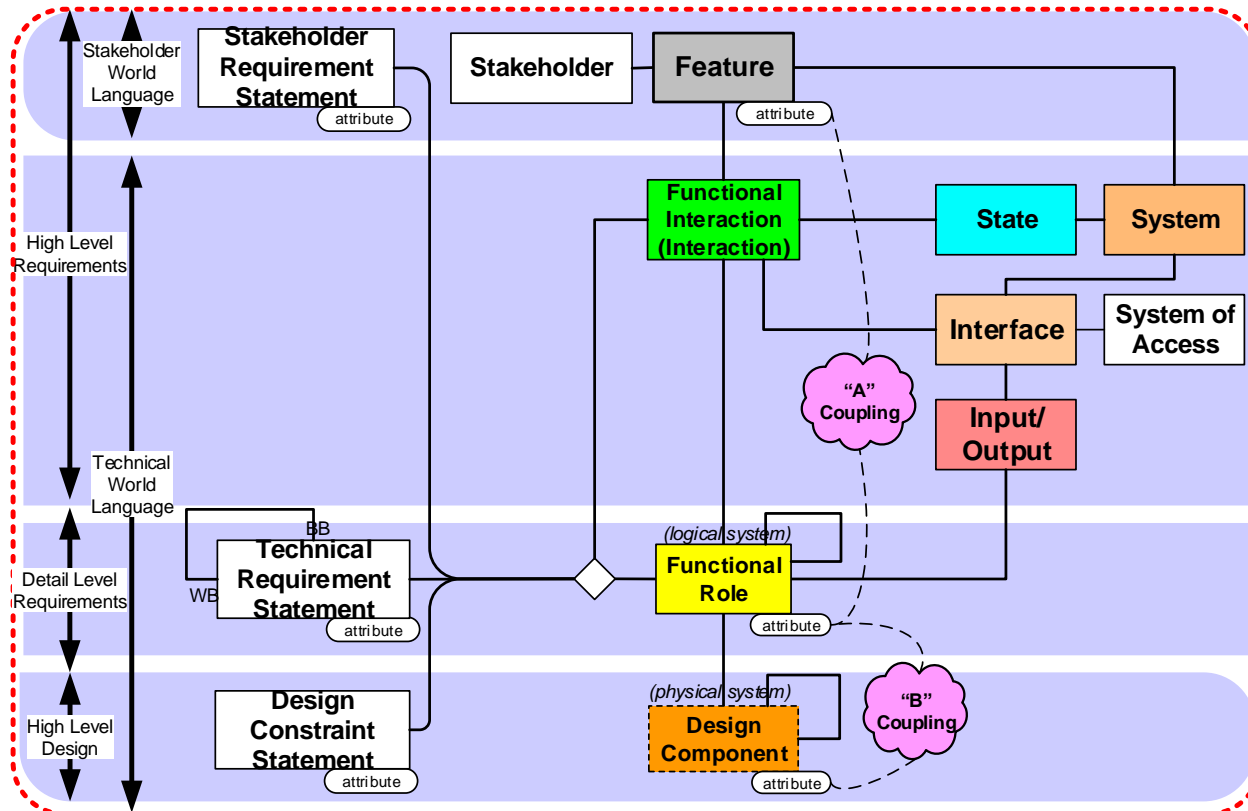 Stakeholder
World
Language
Stakeholder
Requirement
Statement
attribute
Stakeholder
Feature
attribute
High Level
Requirements
Functional
Interaction
(Interaction)
State
System
Interface
System of
Access
"A"
Coupling
Input/
Output
Technical
World
Language
Detail Level
Requirements
BB
WB
Technical
Requirement
Statement
attribute
(logical system)
Functional
Role
attribute
High Level
Design
Design
Constraint
Statement
attribute
(physical system)
Design
Component
attribute
"B"
Coupling